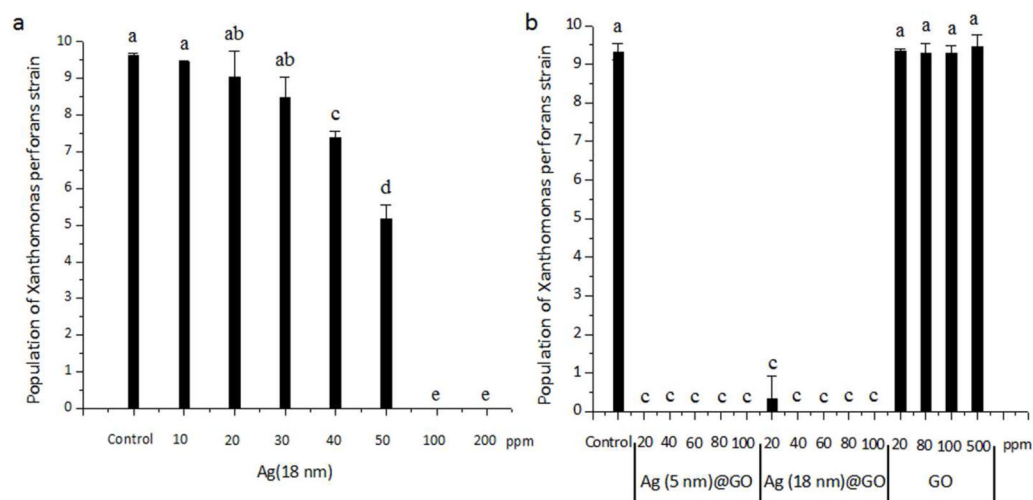 a
Population of Xanthomonas perforans strain
10
9
8
7
6
5
4
3
2
1
0
a a ab ab c d e e
Control 10 20 30 40 50 100 200 ppm
Ag(18 nm)
b
Population of Xanthomonas perforans strain
10
9
8
7
6
5
4
3
2
1
0
a c c c c c c c c c c a a a a
Control 20 40 60 80 100 20 40 60 80 100 20 80 100 500 ppm
Ag (5 nm)@GO Ag (18 nm)@GO GO